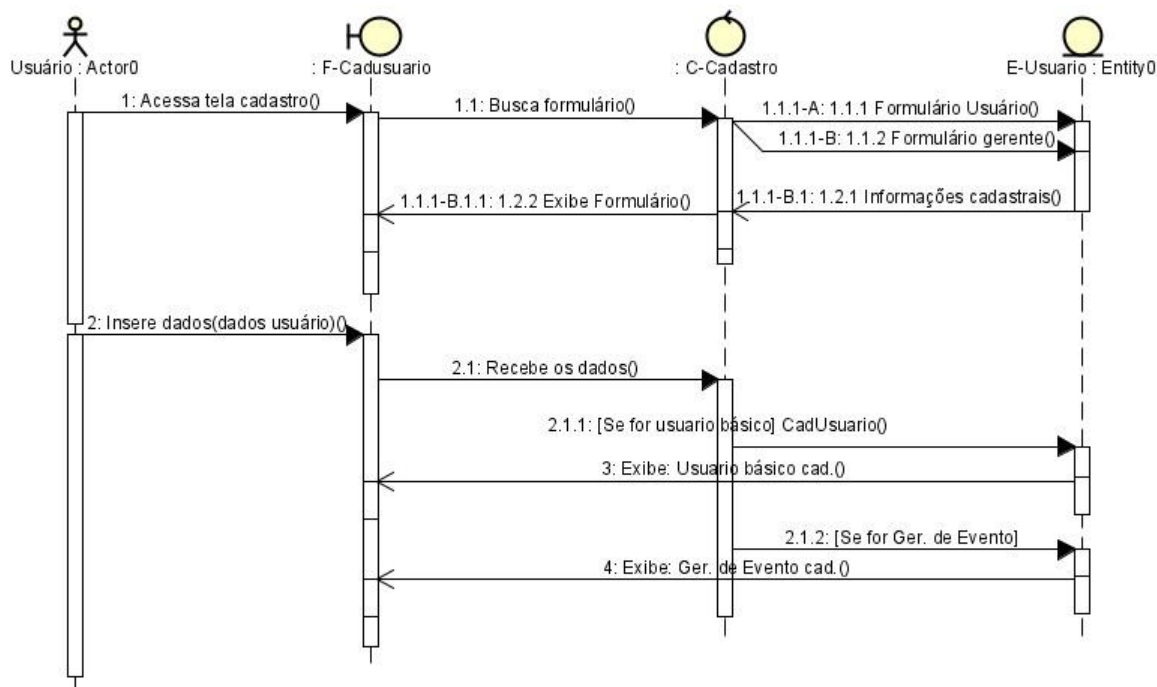 Usuário : Actor0
: F-Cadusuario
: C-Cadastro
E-Usuario : Entity0
1: Acessa tela cadastro()
1.1: Busca formulário()
1.1.1-A: 1.1.1 Formulário Usuário()
1.1.1-B: 1.1.2 Formulário gerente()
1.1.1-B.1.1: 1.2.2 Exibe Formulário()
1.1.1-B.1: 1.2.1 Informações cadastrais()
2: Insere dados(dados usuário)()
2.1: Recebe os dados()
2.1.1: [Se for usuario básico] CadUsuario()
3: Exibe: Usuario básico cad.()
2.1.2: [Se for Ger. de Evento]
4: Exibe: Ger. de Evento cad.()